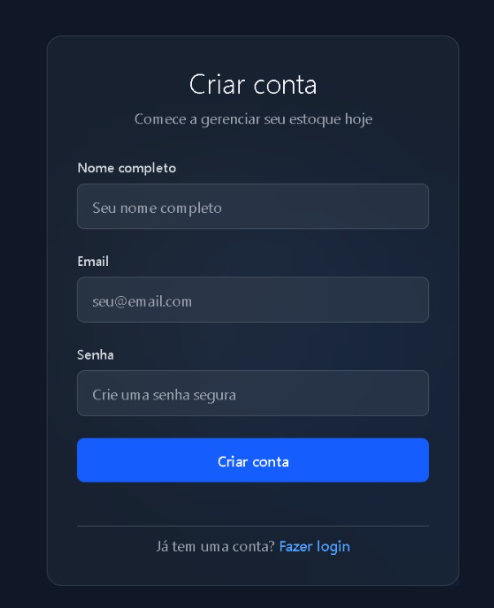 Criar conta
Comece a gerenciar seu estoque hoje
Nome completo
Seu nome completo
Email
seu@email.com
Senha
Crie uma senha segura
Criar conta
Já tem uma conta? Fazer login